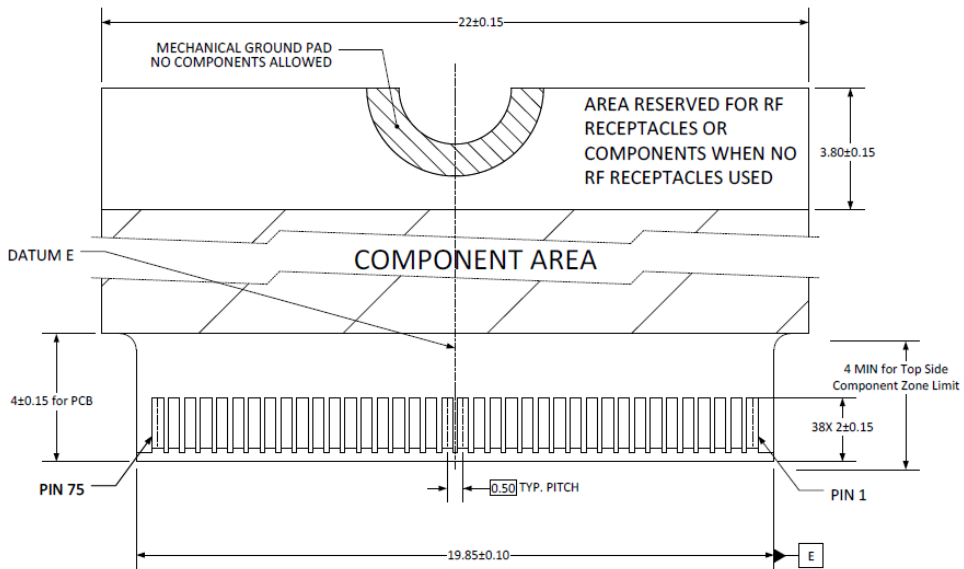 22±0.15
MECHANICAL GROUND PAD
NO COMPONENTS ALLOWED
AREA RESERVED FOR RF
RECEPTACLES OR
COMPONENTS WHEN NO
RF RECEPTACLES USED
3.80±0.15
DATUM E
COMPONENT AREA
4±0.15 for PCB
4 MIN for Top Side
Component Zone Limit
38X 2±0.15
PIN 75
0.50 TYP. PITCH
PIN 1
19.85±0.10
E